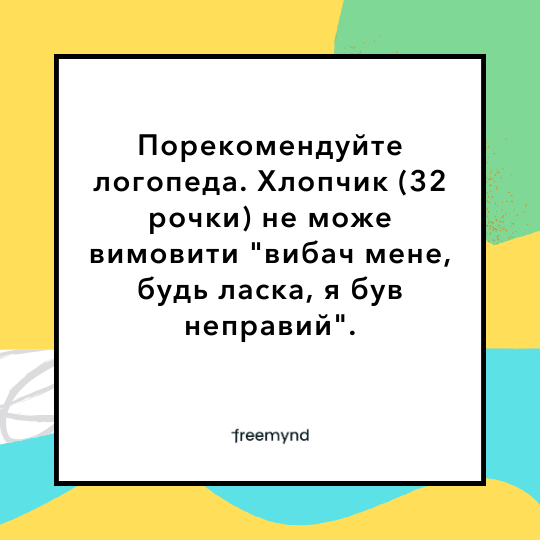 Порекомендуйте
логопеда. Хлопчик (32
рочки) не може
вимовити "вибач мене,
будь ласка, я був
неправий".
freemynd